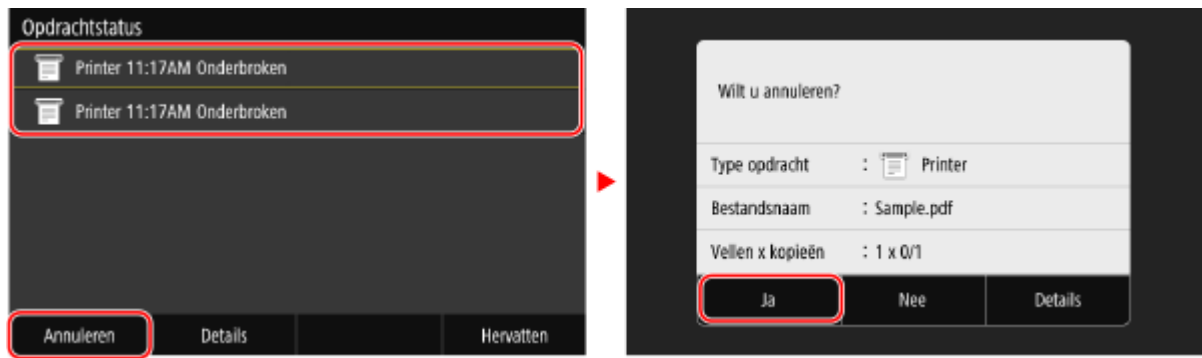 Opdrachtstatus
Printer 11:17AM Onderbroken
Printer 11:17AM Onderbroken
Annuleren Details Hervatten
Wilt u annuleren?
Type opdracht : Printer
Bestandsnaam : Sample.pdf
Vellen x kopieën : 1 x 0/1
Ja Nee Details